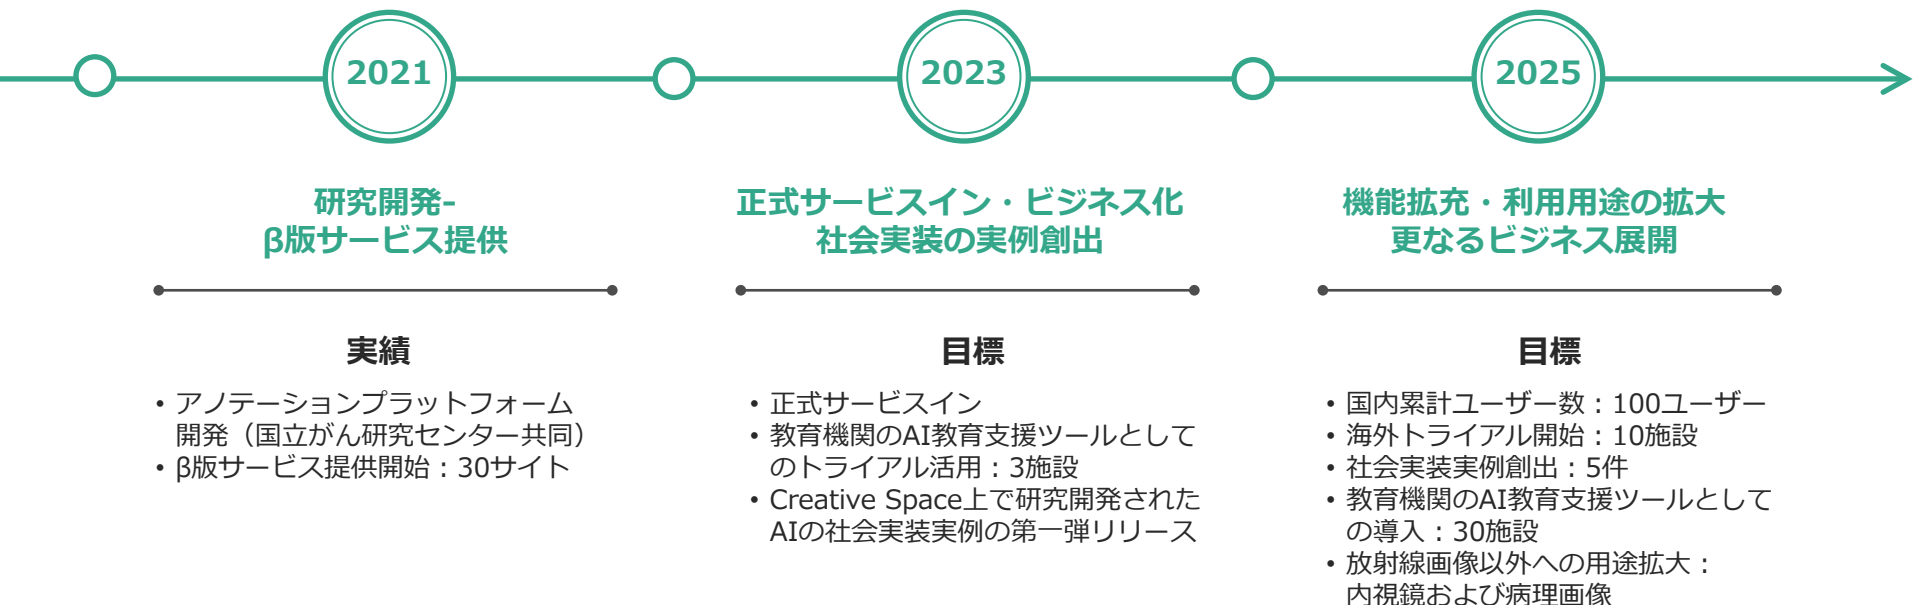 2021
2023
2025
研究開発-
β版サービス提供
正式サービスイン・ビジネス化
社会実装の実例創出
機能拡充・利用用途の拡大
更なるビジネス展開
実績
• アノテーションプラットフォーム
開発（国立がん研究センター共同）
• β版サービス提供開始：30サイト
目標
• 正式サービスイン
• 教育機関のAI教育支援ツールとして
のトライアル活用：3施設
• Creative Space上で研究開発された
AIの社会実装実例の第一弾リリース
目標
• 国内累計ユーザー数：100ユーザー
• 海外トライアル開始：10施設
• 社会実装実例創出：5件
• 教育機関のAI教育支援ツールとして
の導入：30施設
• 放射線画像以外への用途拡大：
内視鏡および病理画像